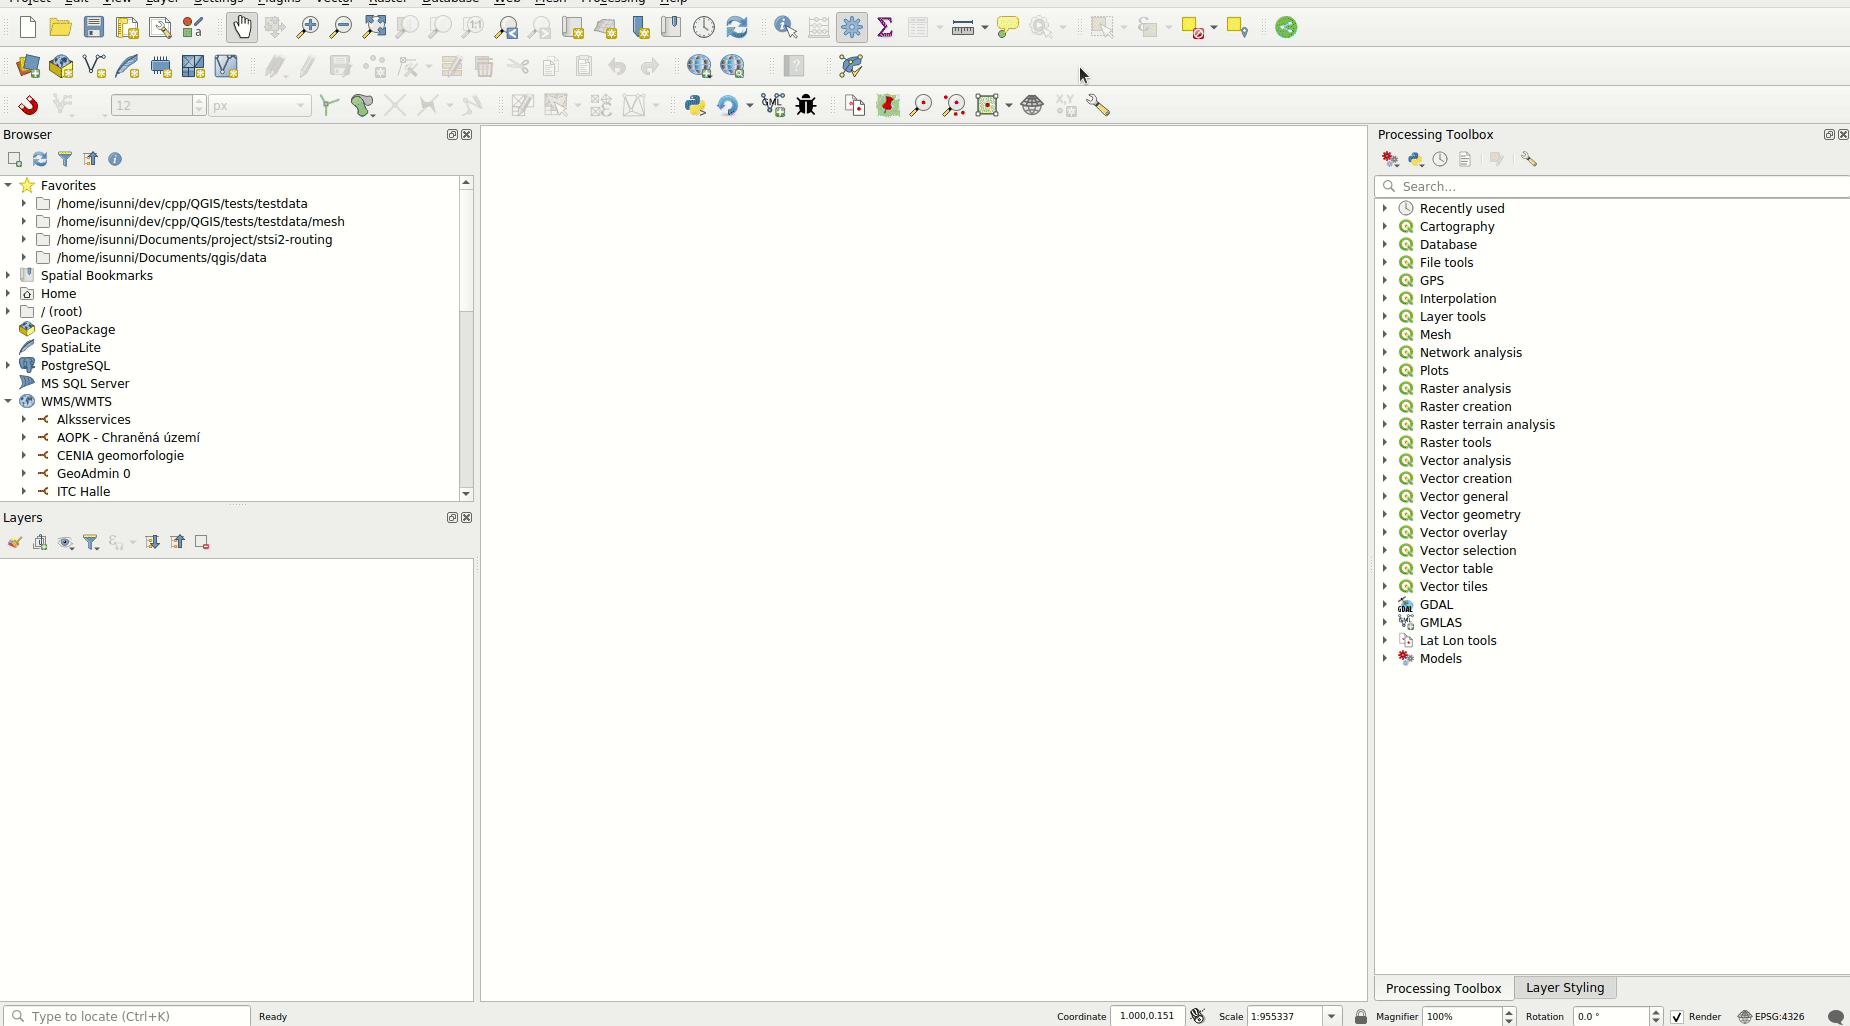 Project Edit View Layer Settings Plugins Vector Raster Database Web Mesh Processing Help
12 px
Browser
Favorites
/home/isunni/dev/cpp/QGIS/tests/testdata
/home/isunni/dev/cpp/QGIS/tests/testdata/mesh
/home/isunni/Documents/project/stsi2-routing
/home/isunni/Documents/qgis/data
Spatial Bookmarks
Home
/ (root)
GeoPackage
SpatiaLite
PostgreSQL
MS SQL Server
WMS/WMTS
Alksservices
AOPK - Chraněná území
CENIA geomorfologie
GeoAdmin 0
ITC Halle
Layers
Processing Toolbox
Search...
Recently used
Cartography
Database
File tools
GPS
Interpolation
Layer tools
Mesh
Network analysis
Plots
Raster analysis
Raster creation
Raster terrain analysis
Raster tools
Vector analysis
Vector creation
Vector general
Vector geometry
Vector overlay
Vector selection
Vector table
Vector tiles
GDAL
GMLAS
Lat Lon tools
Models
Processing Toolbox Layer Styling
Type to locate (Ctrl+K) Ready Coordinate 1.000,0.151 Scale 1:955337 Magnifier 100% Rotation 0.0 ° Render EPSG:4326